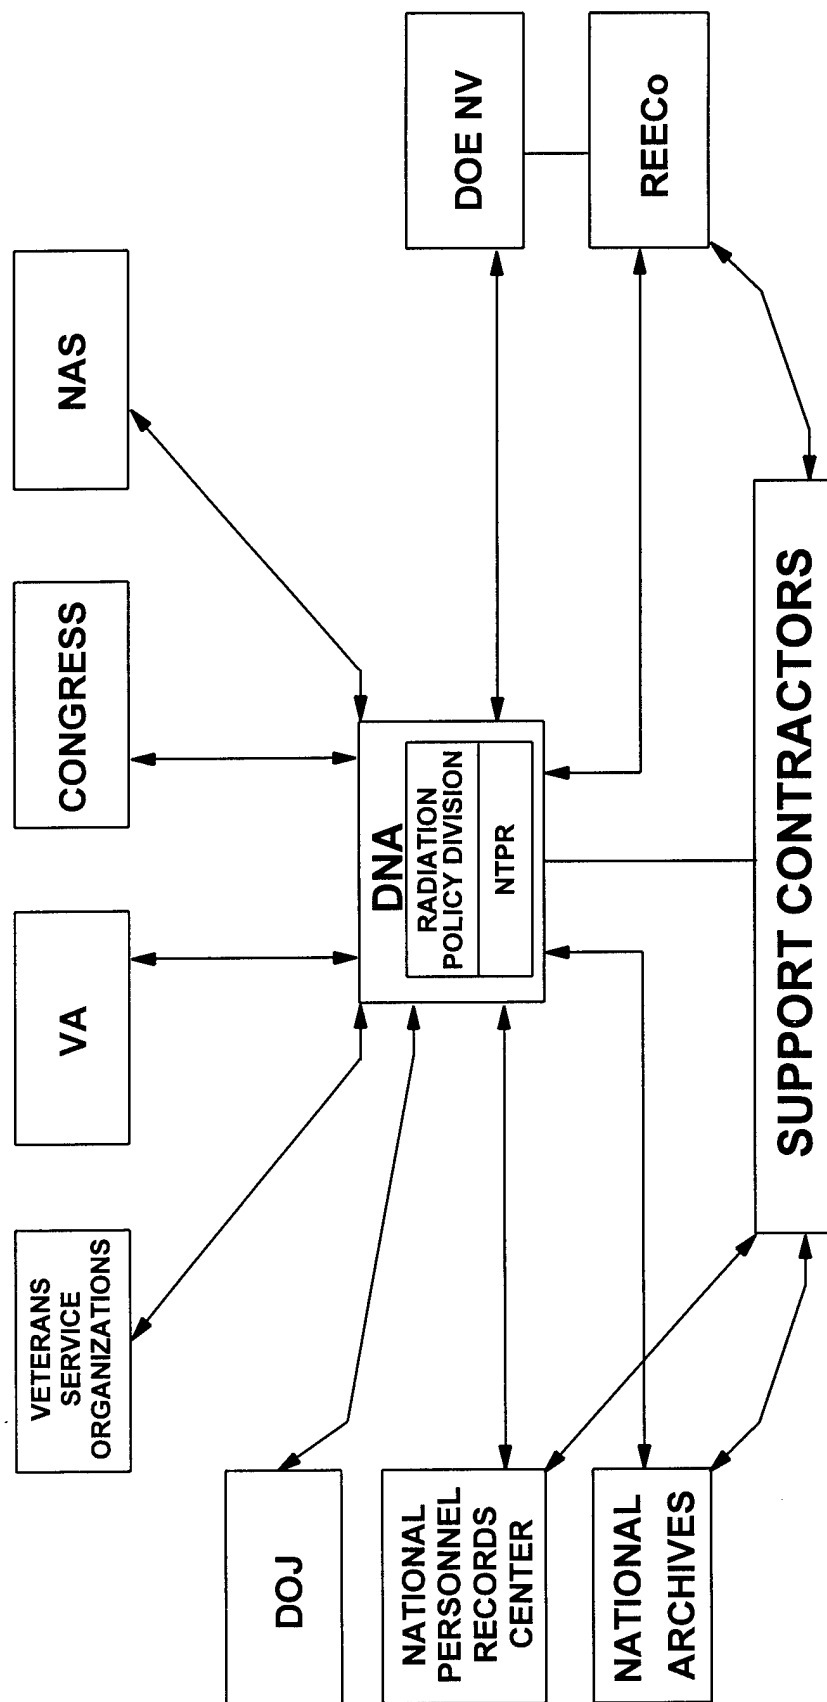 VETERANS
SERVICE
ORGANIZATIONS
VA
CONGRESS
NAS
DOJ
NATIONAL
PERSONNEL
RECORDS
CENTER
NATIONAL
ARCHIVES
DNA
RADIATION
POLICY DIVISION
NTPR
DOE NV
REECo
SUPPORT CONTRACTORS